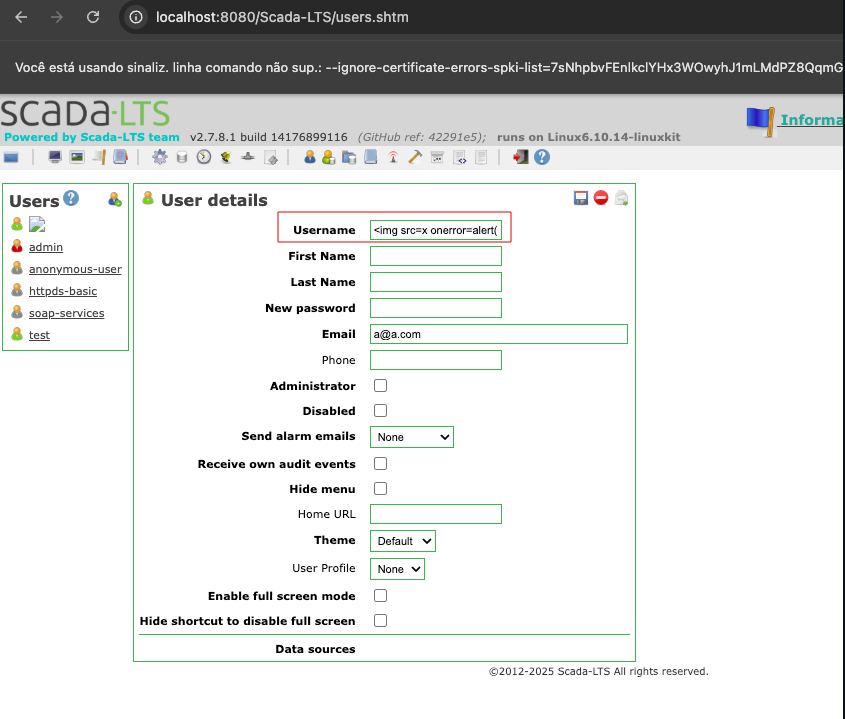 localhost:8080/Scada-LTS/users.shtm
Você está usando sinaliz. linha comando não sup.: --ignore-certificate-errors-spki-list=7sNhpbvFEnlkclYHx3WOwyhJ1mLMdPZ8QqmG
SCADA-LTS
Powered by Scada-LTS team v2.7.8.1 build 14176899116 (GitHub ref: 42291e5); runs on Linux6.10.14-linuxkit
Informa
Users
admin
anonymous-user
httpds-basic
soap-services
test
User details
Username <img src=x onerror=alert(
First Name
Last Name
New password
Email a@a.com
Phone
Administrator
Disabled
Send alarm emails None
Receive own audit events
Hide menu
Home URL
Theme Default
User Profile None
Enable full screen mode
Hide shortcut to disable full screen
Data sources
©2012-2025 Scada-LTS All rights reserved.